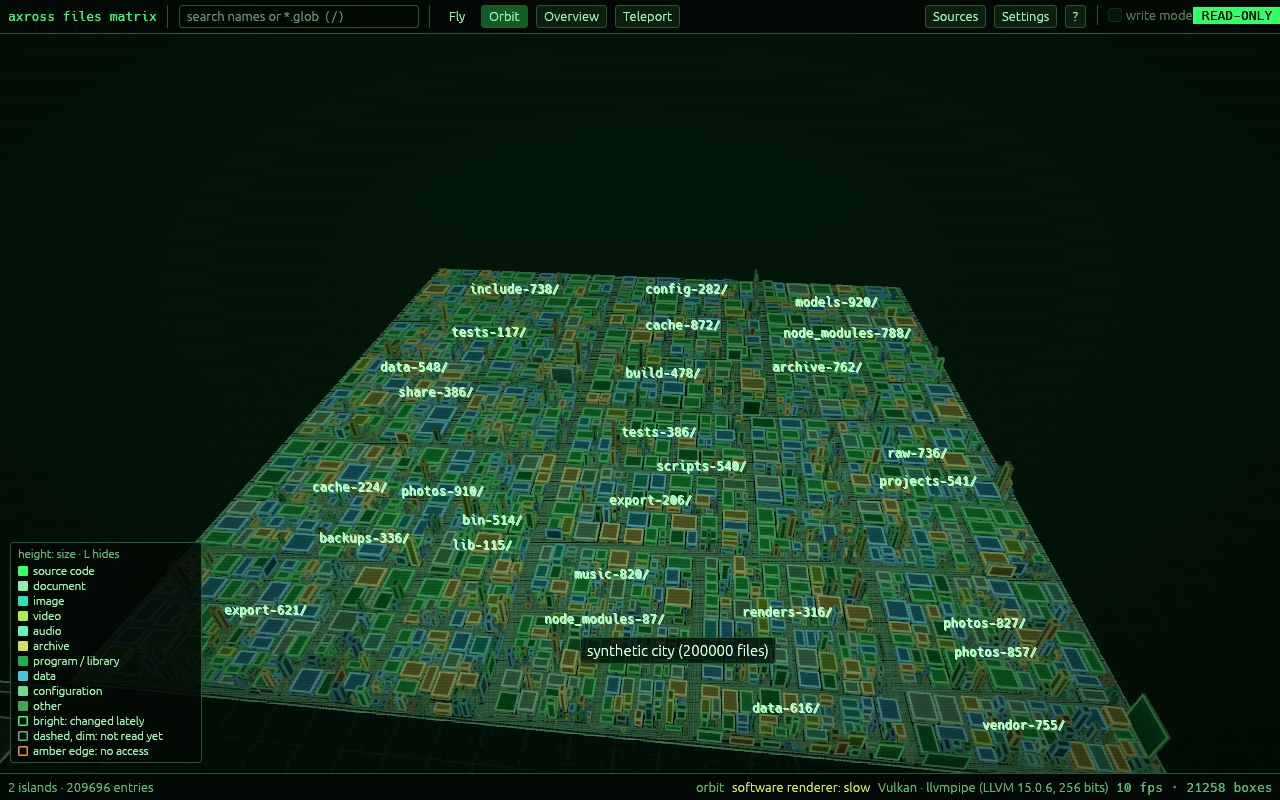 axross files matrix
search names or *.glob (/)
Fly
Orbit
Overview
Teleport
Sources
Settings
?
write mode
READ-ONLY
include-738/
config-282/
models-920/
tests-117/
cache-872/
node_modules-788/
data-548/
build-478/
archive-762/
share-386/
tests-386/
scripts-540/
raw-736/
projects-541/
cache-224/
photos-910/
export-206/
bin-514/
backups-336/
lib-115/
music-820/
export-621/
node_modules-87/
renders-316/
photos-827/
synthetic city (200000 files)
photos-857/
data-616/
vendor-755/
height: size · L hides
source code
document
image
video
audio
archive
program / library
data
configuration
other
bright: changed lately
dashed, dim: not read yet
amber edge: no access
2 islands · 209696 entries
orbit software renderer: slow Vulkan · llvmpipe (LLVM 15.0.6, 256 bits) 10 fps · 21258 boxes